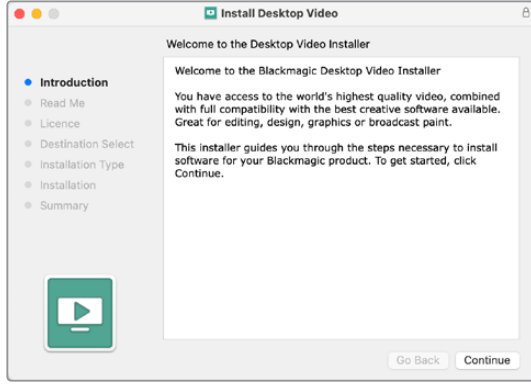 Install Desktop Video
Welcome to the Desktop Video Installer
Introduction
Read Me
Licence
Destination Select
Installation Type
Installation
Summary
Welcome to the Blackmagic Desktop Video Installer
You have access to the world's highest quality video, combined
with full compatibility with the best creative software available.
Great for editing, design, graphics or broadcast paint.
This installer guides you through the steps necessary to install
software for your Blackmagic product. To get started, click
Continue.
Go Back
Continue